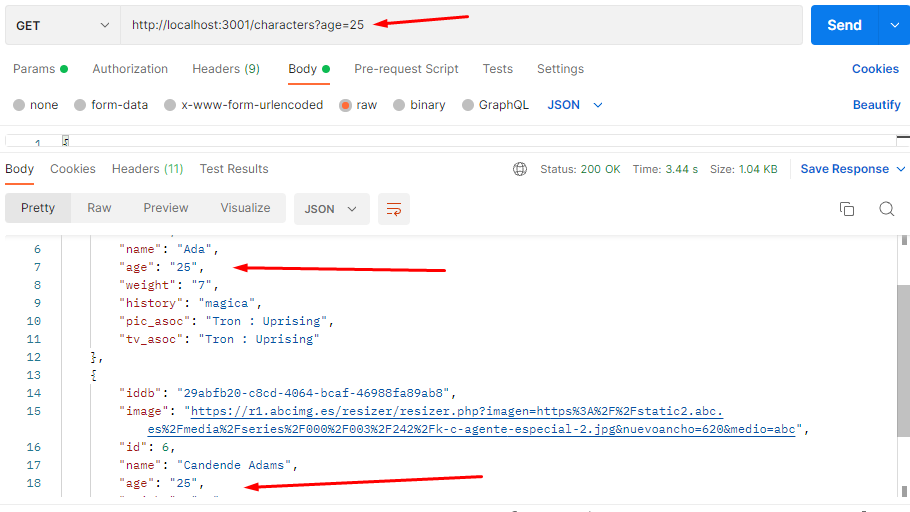 GET http://localhost:3001/characters?age=25 Send
Params Authorization Headers (9) Body Pre-request Script Tests Settings Cookies
none form-data x-www-form-urlencoded raw binary GraphQL JSON Beautify
1 {
Body Cookies Headers (11) Test Results Status: 200 OK Time: 3.44 s Size: 1.04 KB Save Response
Pretty Raw Preview Visualize JSON
6 "name": "Ada",
7 "age": "25",
8 "weight": "7",
9 "history": "magica",
10 "pic_asoc": "Tron : Uprising",
11 "tv_asoc": "Tron : Uprising"
12 },
13 {
14 "iddb": "29abfb20-c8cd-4064-bcaf-46988fa89ab8",
15 "image": "https://r1.abcimg.es/resizer/resizer.php?imagen=https%3A%2F%2Fstatic2.abc.
es%2Fmedia%2Fseries%2F000%2F003%2F242%2Fk-c-agente-especial-2.jpg&nuevoancho=620&medio=abc",
16 "id": 6,
17 "name": "Candende Adams",
18 "age": "25",